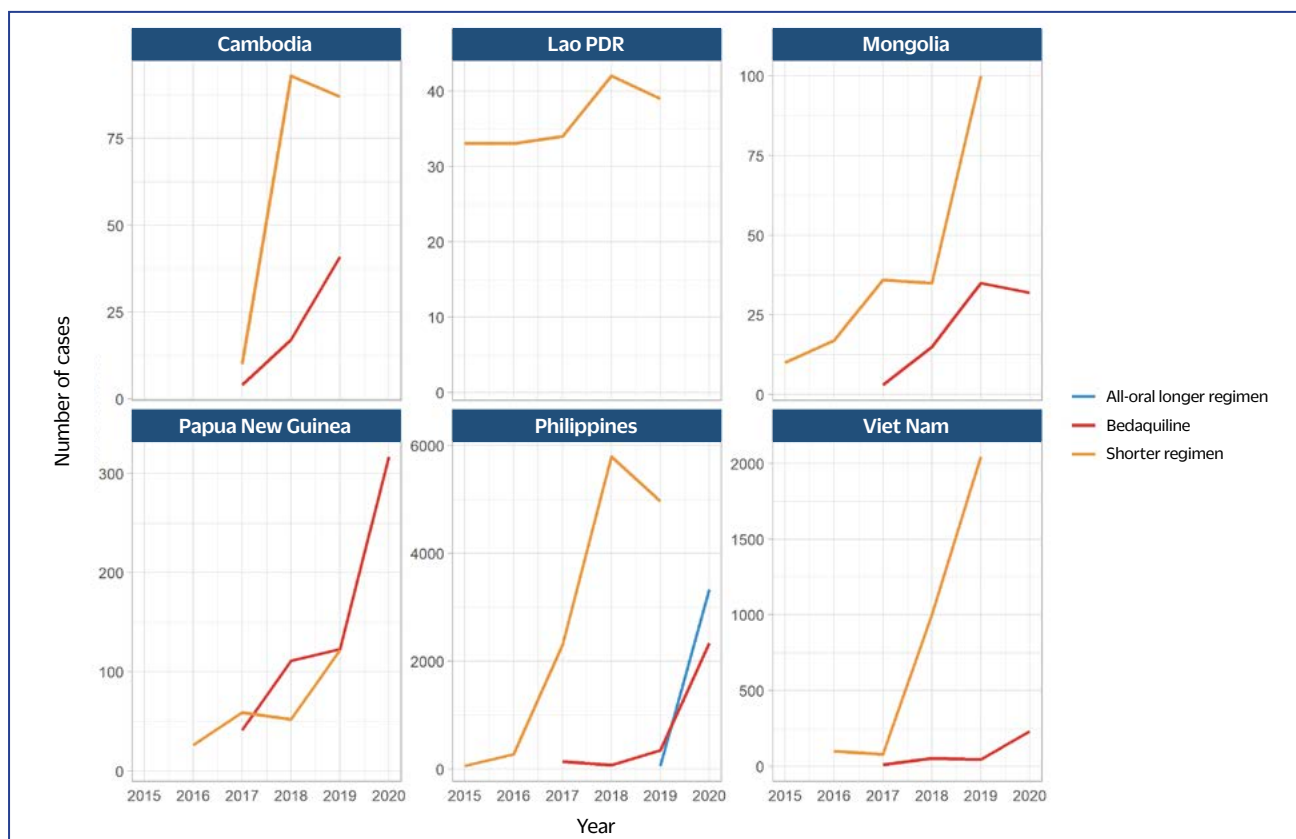 Cambodia
Lao PDR
Mongolia
75
50
25
0
40
30
20
10
0
100
75
50
25
0
Number of cases
Papua New Guinea
Philippines
Viet Nam
300
200
100
0
6000
4000
2000
0
2000
1500
1000
500
0
2015 2016 2017 2018 2019 2020
2015 2016 2017 2018 2019 2020
2015 2016 2017 2018 2019 2020
Year
All-oral longer regimen
Bedaquiline
Shorter regimen